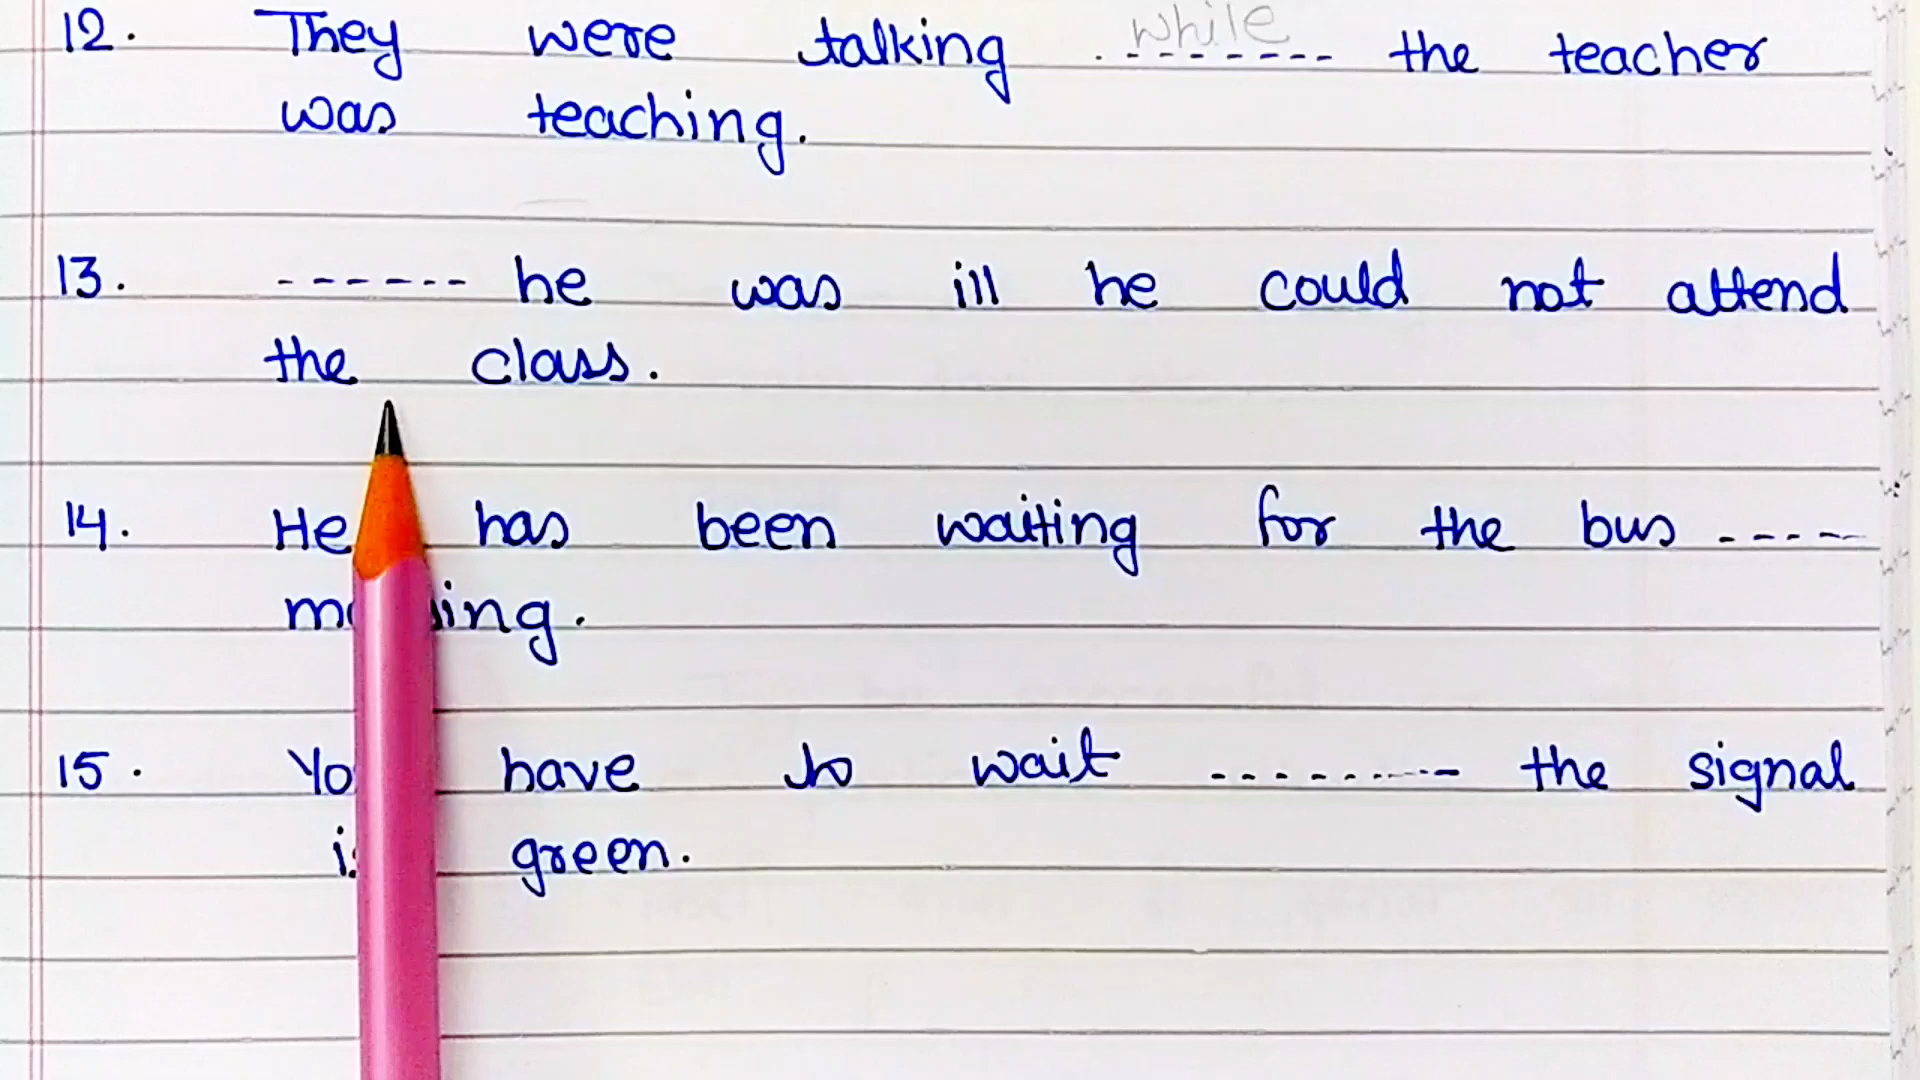 12. They were talking .------- while the teacher
was teaching.
13. ------ he was ill he could not attend
the class.
14. He has been waiting for the bus -----
15. have to wait --------- the signal
green.